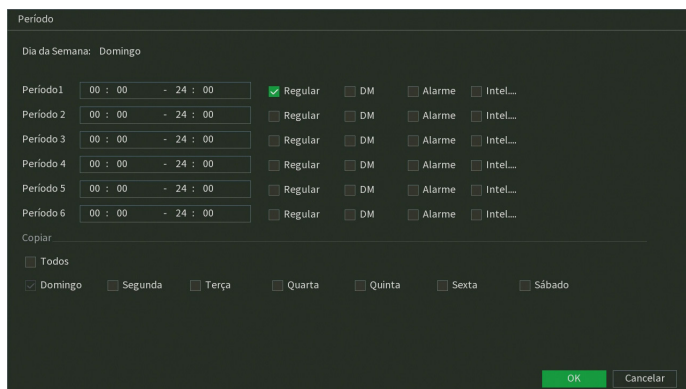 Período
Dia da Semana: Domingo
Período1 00 : 00 - 24 : 00 Regular DM Alarme Intel....
Período 2 00 : 00 - 24 : 00 Regular DM Alarme Intel....
Período 3 00 : 00 - 24 : 00 Regular DM Alarme Intel....
Período 4 00 : 00 - 24 : 00 Regular DM Alarme Intel....
Período 5 00 : 00 - 24 : 00 Regular DM Alarme Intel....
Período 6 00 : 00 - 24 : 00 Regular DM Alarme Intel....
Copiar
Todos
Domingo Segunda Terça Quarta Quinta Sexta Sábado
OK Cancelar